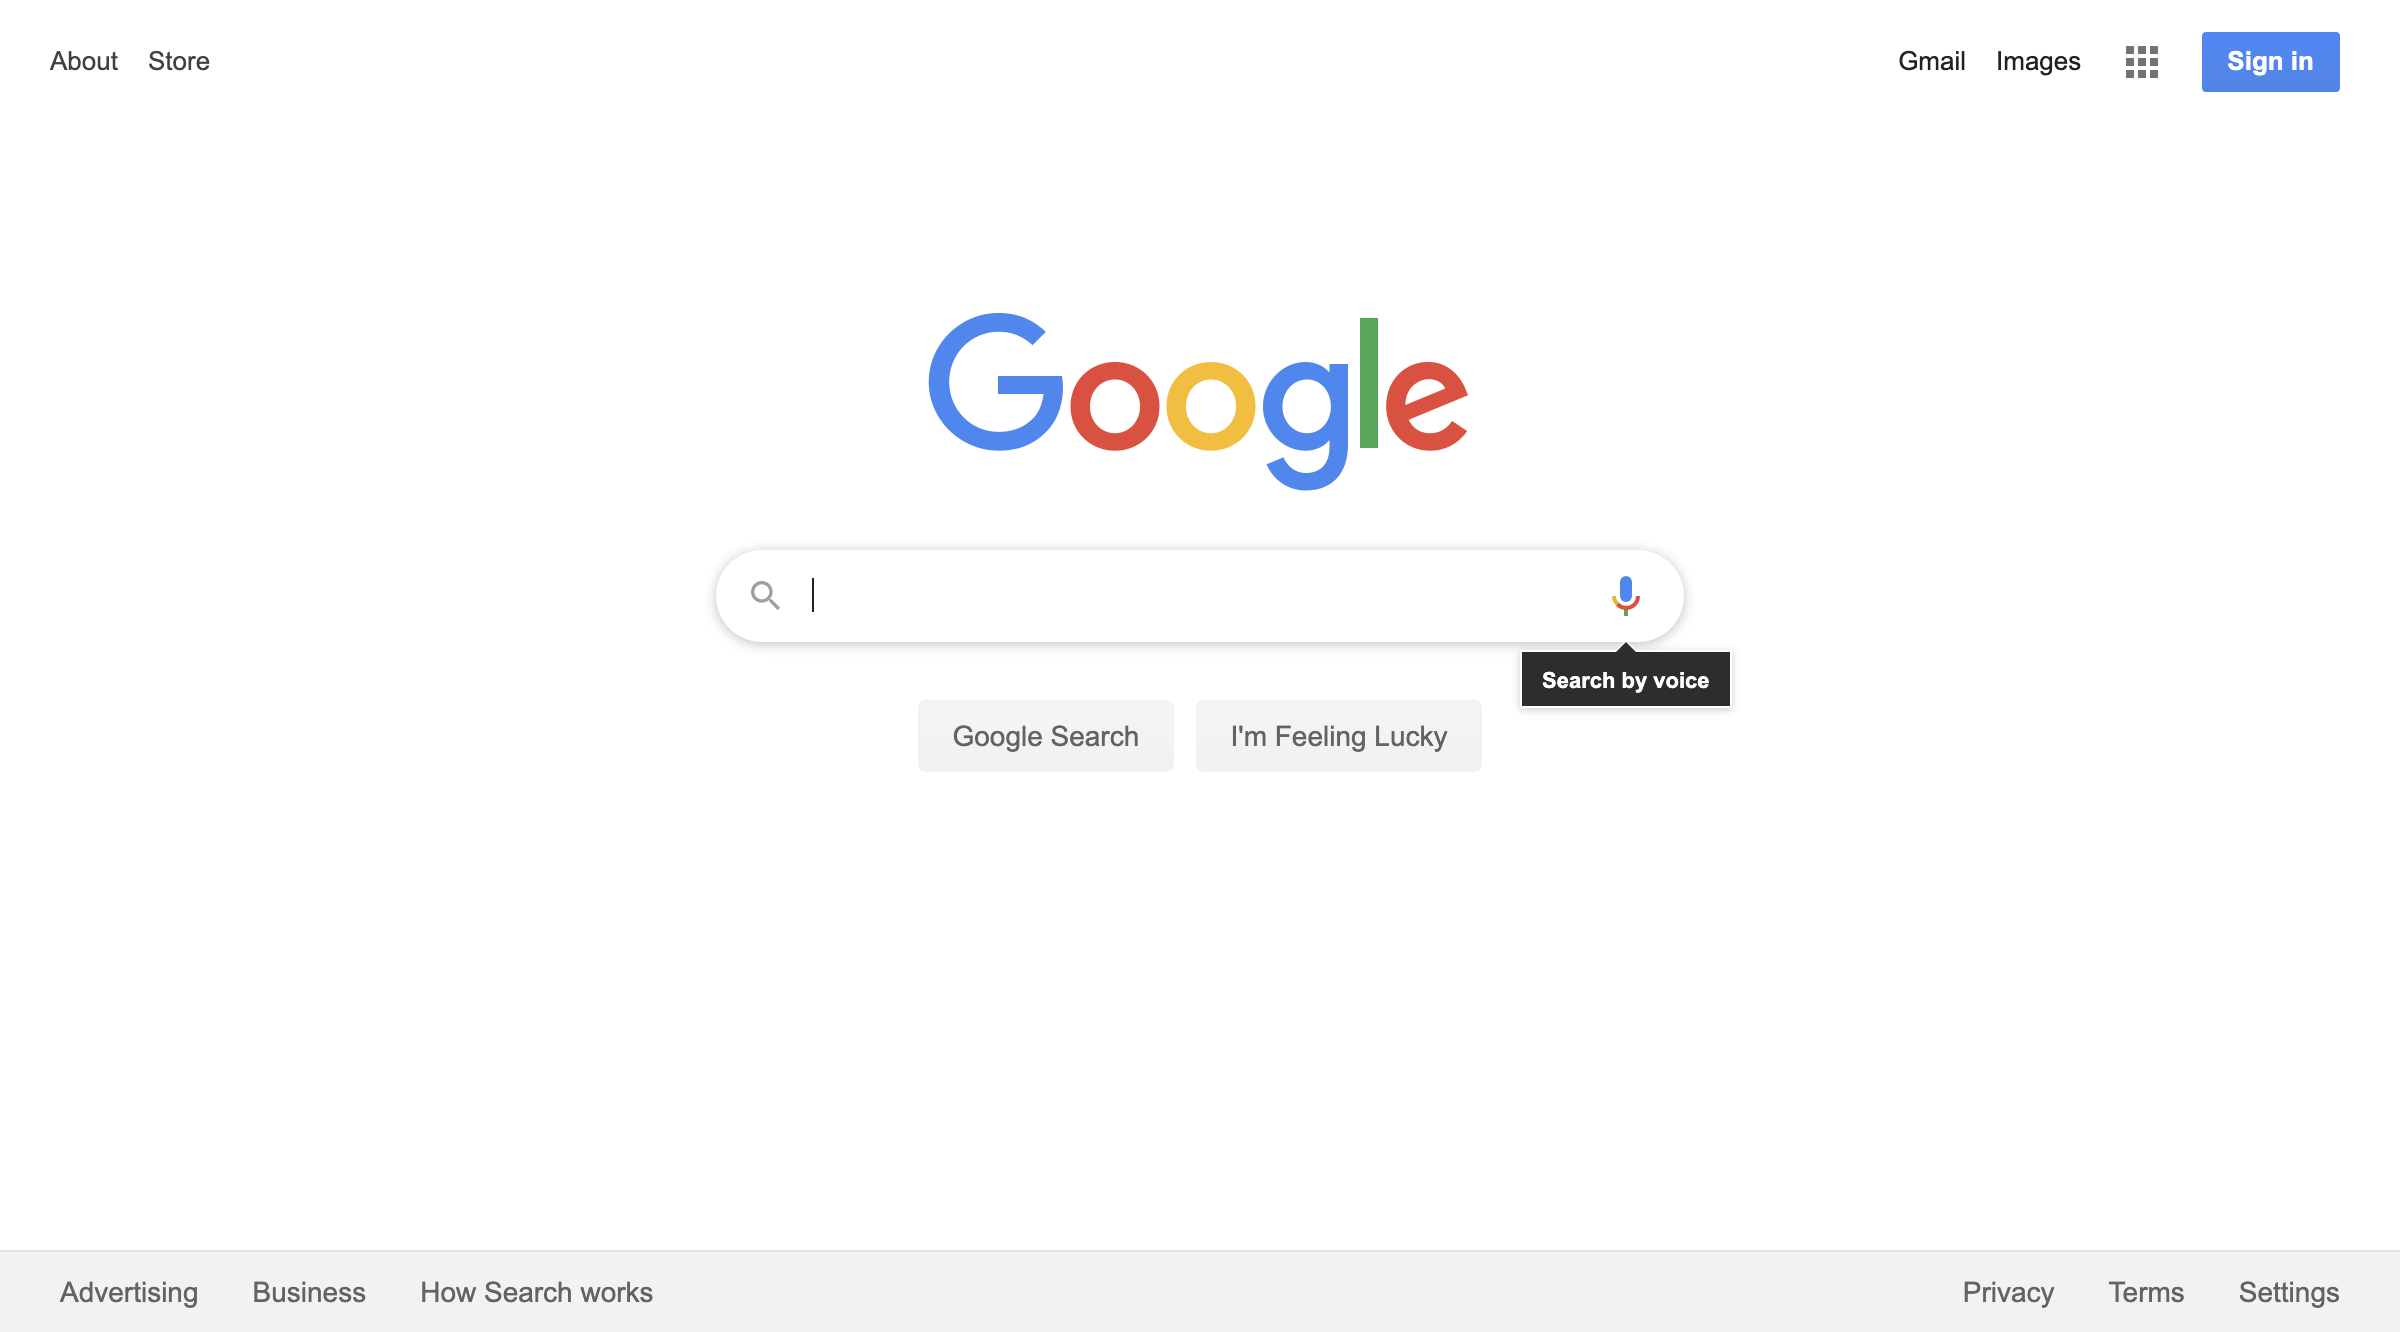 About Store Gmail Images Sign in
Google
Search by voice
Google Search I'm Feeling Lucky
Advertising Business How Search works Privacy Terms Settings